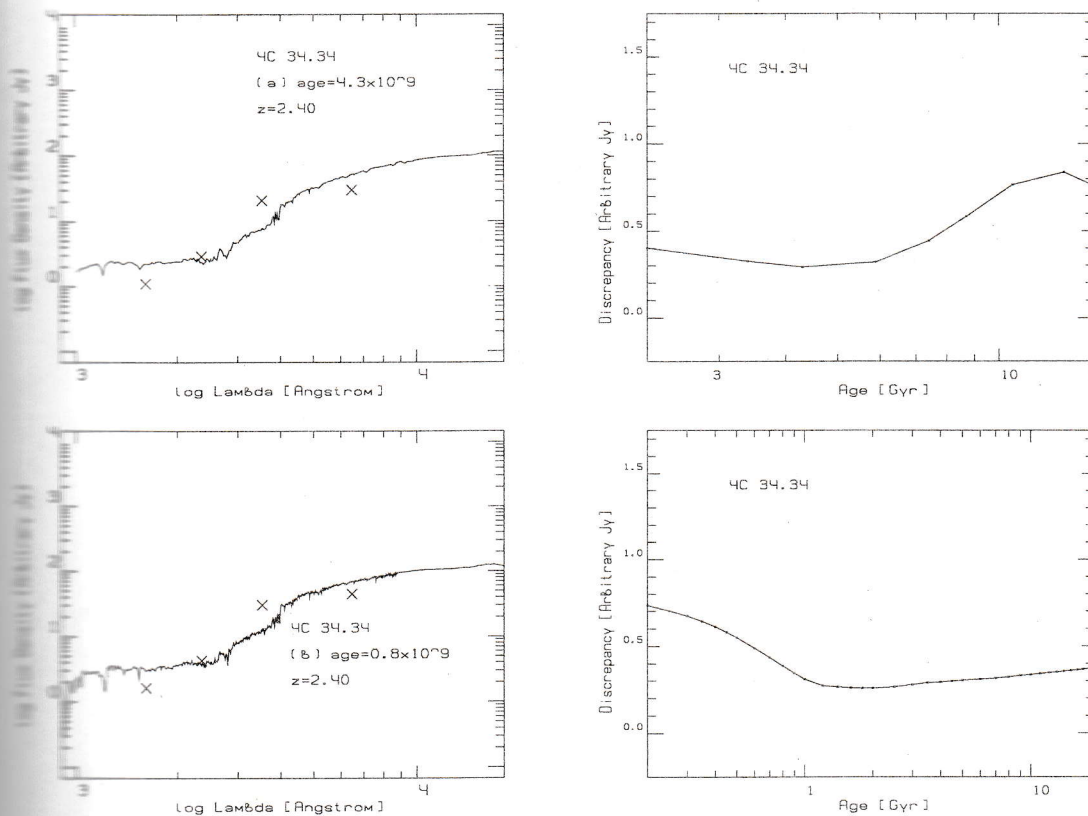 4C 34.34
(a) age=4.3x10^9
z=2.40
3
2
0
3
4
log Lambda [Angstrom]
4C 34.34
1.5
1.0
0.5
0.0
Discrepancy [Arbitrary Jy]
3
10
Age [Gyr]
4C 34.34
(b) age=0.8x10^9
z=2.40
3
4
log Lambda [Angstrom]
4C 34.34
1.5
1.0
0.5
0.0
Discrepancy [Arbitrary Jy]
1
10
Age [Gyr]